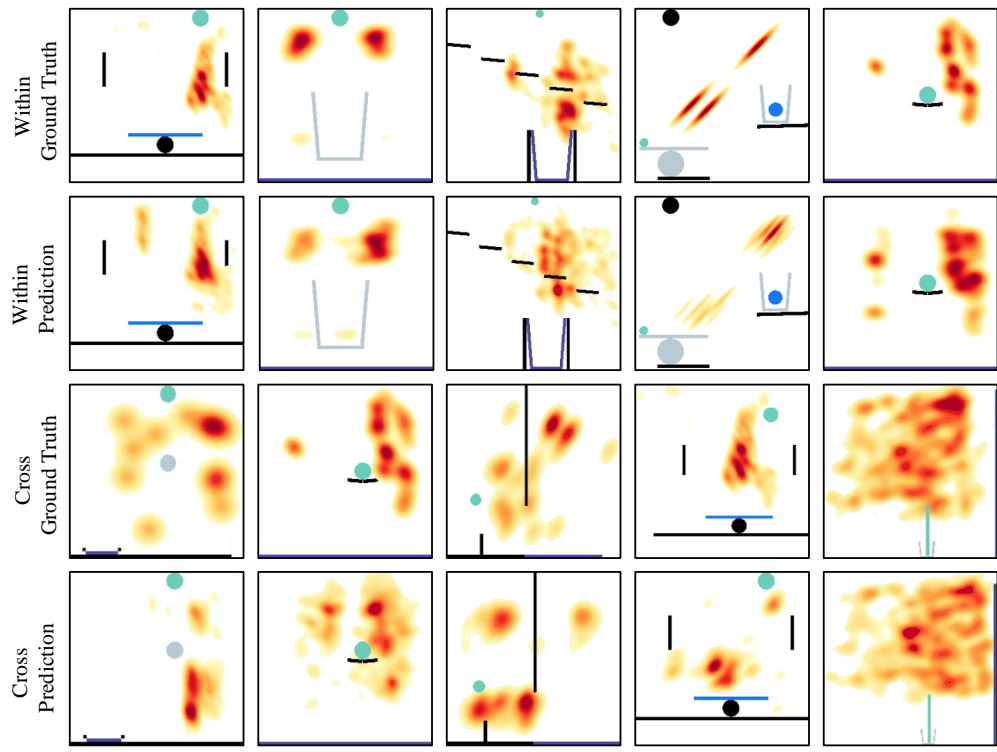 Within
Ground Truth
Within
Prediction
Cross
Ground Truth
Cross
Prediction